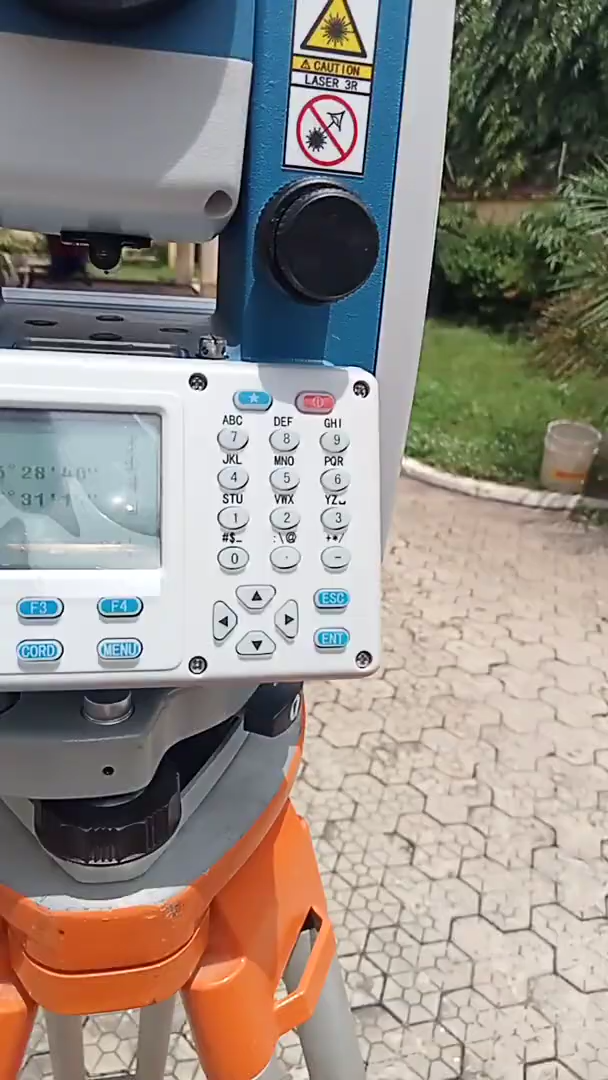 CAUTION
LASER 3R
ABC DEF GHI
7 8 9
JKL MNO PQR
4 5 6
STU VWX YZ␣
1 2 3
#$_ :\@ +*/
0 . -
ESC
F3 F4
ENT
CORD MENU